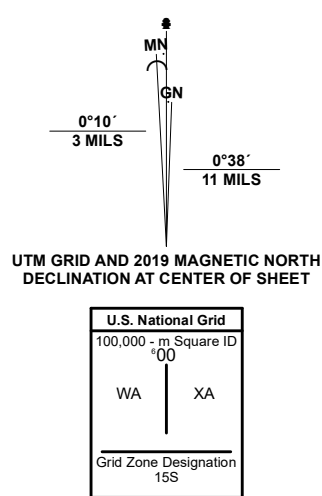 MN
GN
0°10´
3 MILS
0°38´
11 MILS
UTM GRID AND 2019 MAGNETIC NORTH
DECLINATION AT CENTER OF SHEET
U.S. National Grid
100,000 - m Square ID
⁶00
WA XA
Grid Zone Designation
15S